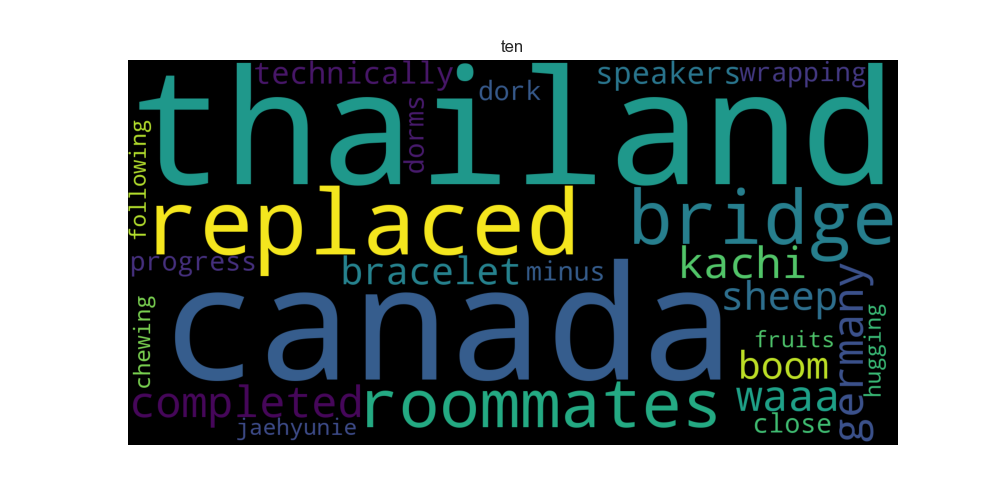 ten
technically
speakers
wrapping
dork
thailand
dorms
following
replaced
bridge
progress
bracelet
minus
kachi
canada
sheep
germany
chewing
hugging
fruits
boom
completed
roommates
waaa
jaehyunie
close